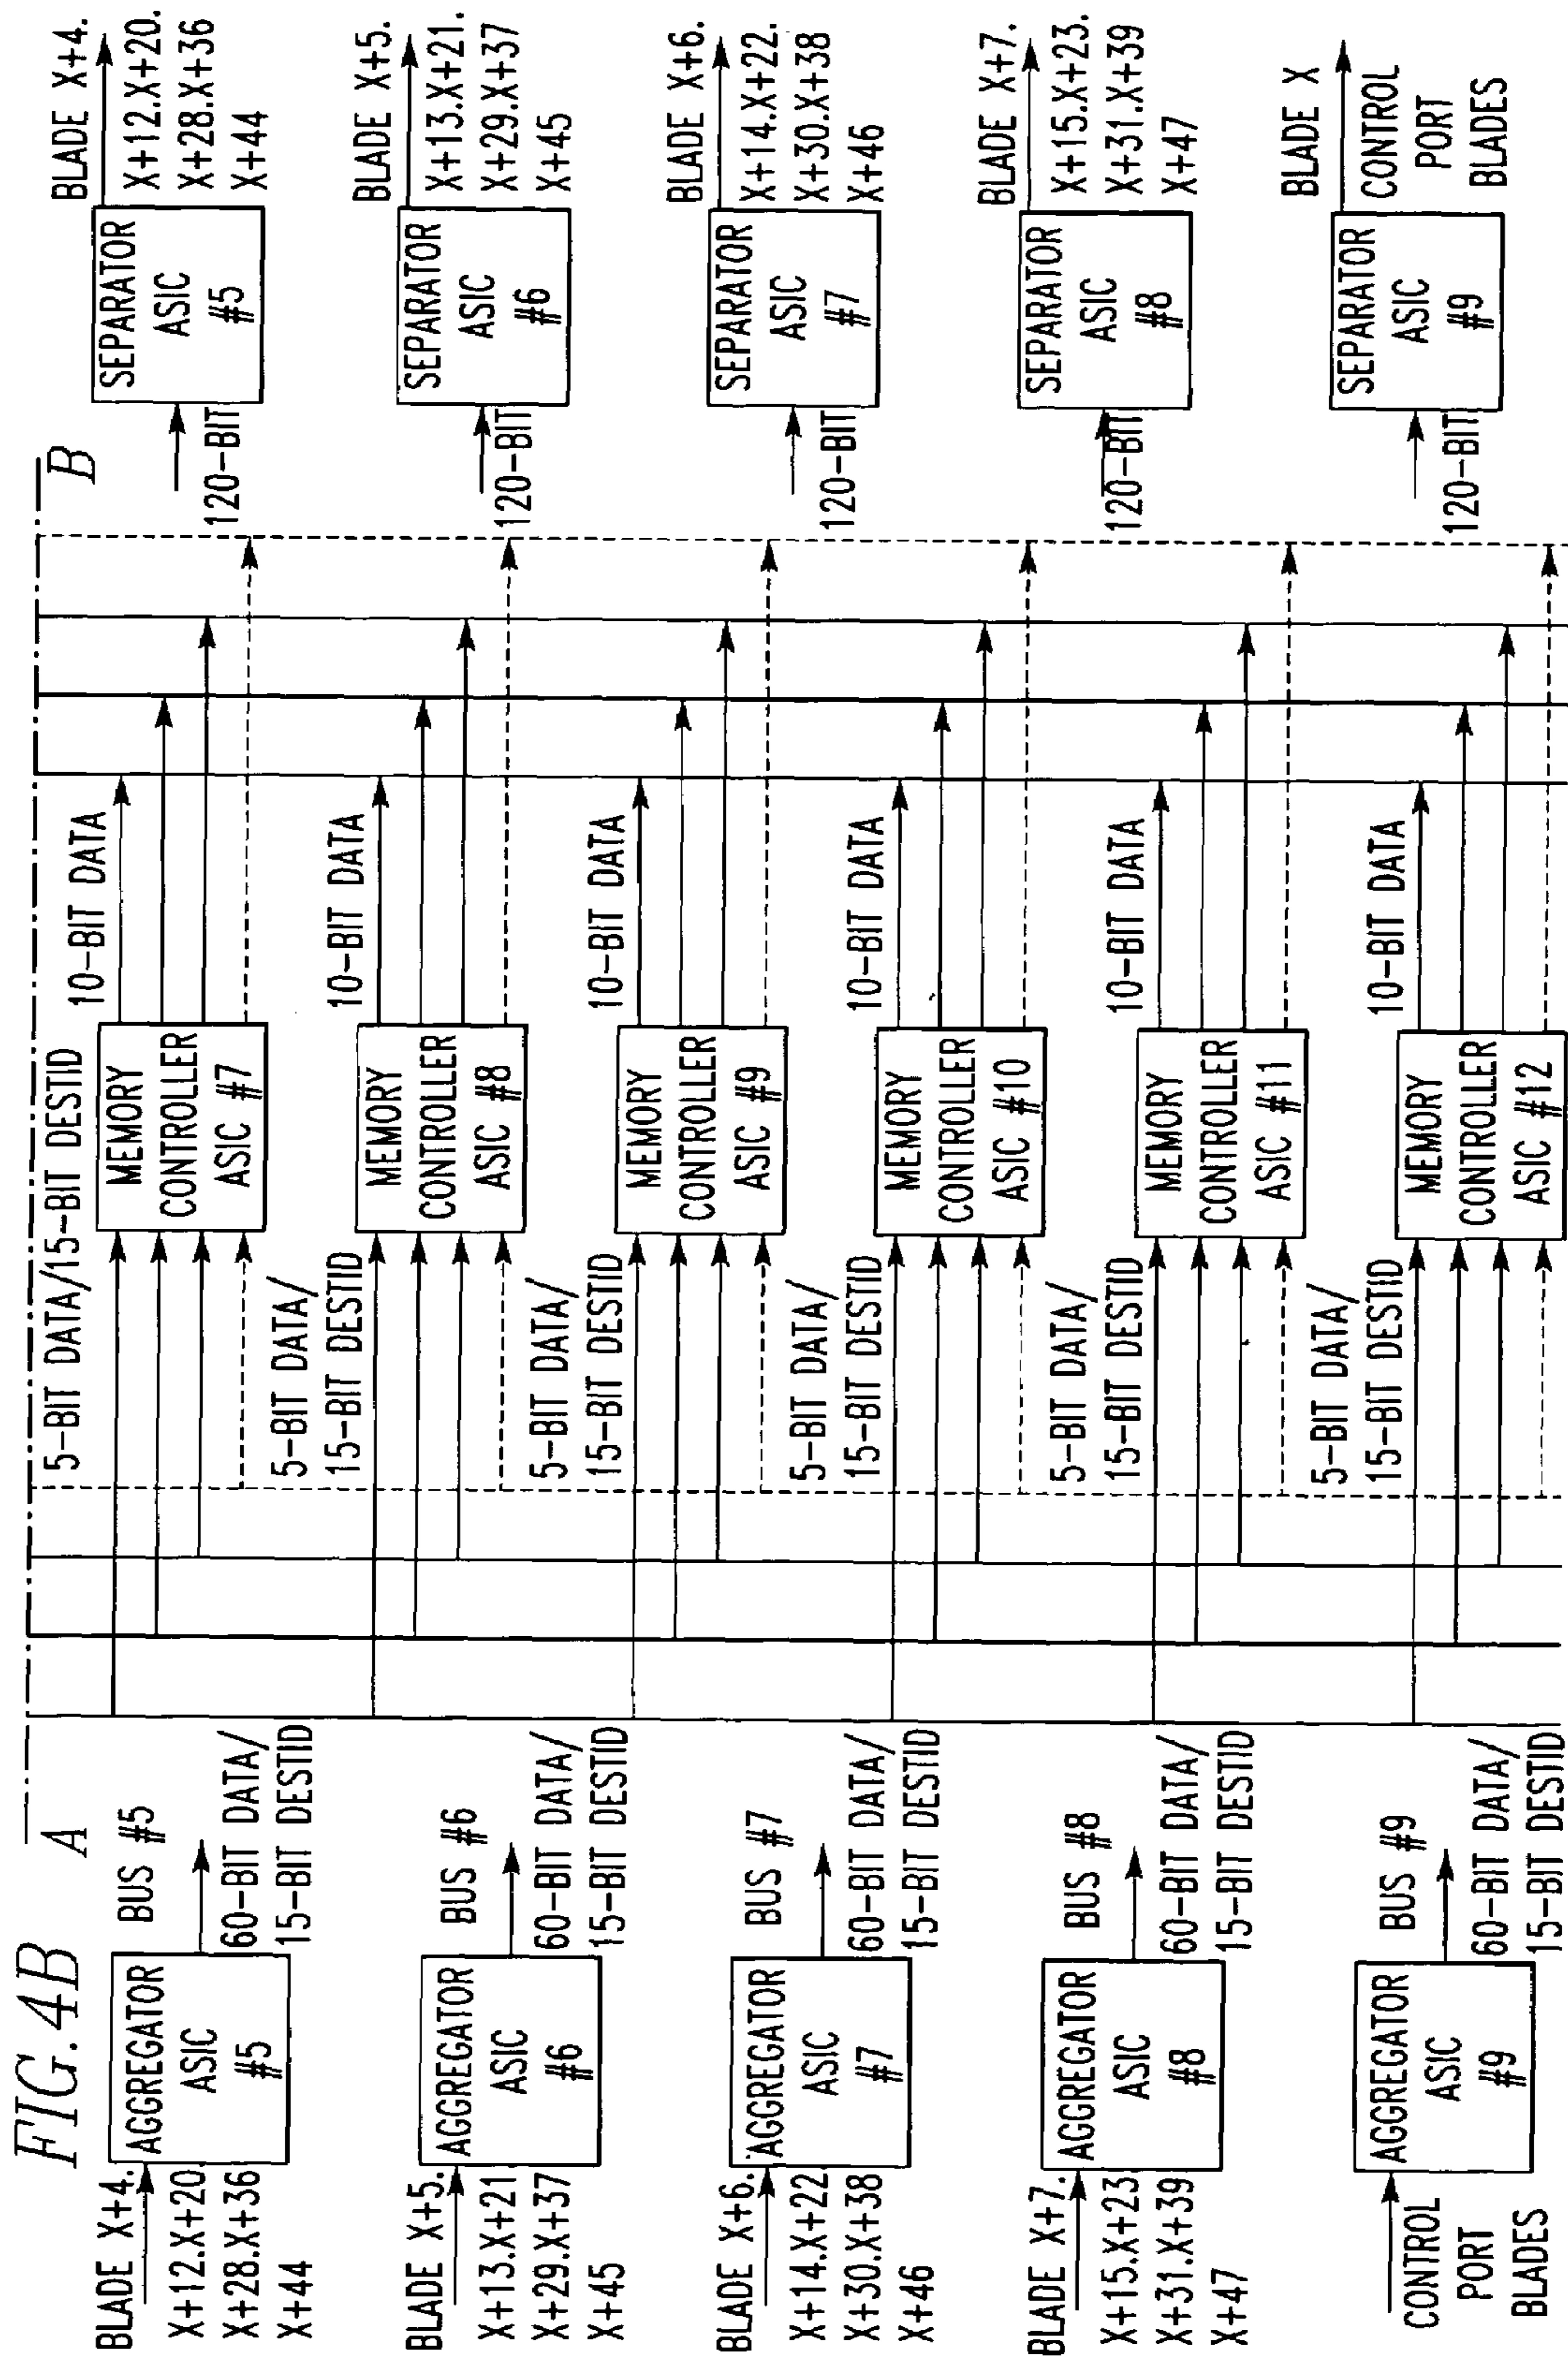 FIG. 4B
A
B
BLADE X+4.
X+12.X+20.
X+28.X+36
X+44
AGGREGATOR
ASIC
#5
BUS #5
60-BIT DATA/
15-BIT DESTID
BLADE X+5.
X+13.X+21
X+29.X+37
X+45
AGGREGATOR
ASIC
#6
BUS #6
60-BIT DATA/
15-BIT DESTID
BLADE X+6.
X+14.X+22.
X+30.X+38
X+46
AGGREGATOR
ASIC
#7
BUS #7
60-BIT DATA/
15-BIT DESTID
BLADE X+7.
X+15.X+23
X+31.X+39
X+47
AGGREGATOR
ASIC
#8
BUS #8
60-BIT DATA/
15-BIT DESTID
CONTROL
PORT
BLADES
AGGREGATOR
ASIC
#9
BUS #9
60-BIT DATA/
15-BIT DESTID
5-BIT DATA/15-BIT DESTID
MEMORY
CONTROLLER
ASIC #7
10-BIT DATA
5-BIT DATA/
15-BIT DESTID
MEMORY
CONTROLLER
ASIC #8
10-BIT DATA
5-BIT DATA/
15-BIT DESTID
MEMORY
CONTROLLER
ASIC #9
10-BIT DATA
5-BIT DATA/
15-BIT DESTID
MEMORY
CONTROLLER
ASIC #10
10-BIT DATA
5-BIT DATA/
15-BIT DESTID
MEMORY
CONTROLLER
ASIC #11
10-BIT DATA
5-BIT DATA/
15-BIT DESTID
MEMORY
CONTROLLER
ASIC #12
10-BIT DATA
120-BIT
SEPARATOR
ASIC
#5
BLADE X+4.
X+12.X+20.
X+28.X+36
X+44
120-BIT
SEPARATOR
ASIC
#6
BLADE X+5.
X+13.X+21.
X+29.X+37
X+45
120-BIT
SEPARATOR
ASIC
#7
BLADE X+6.
X+14.X+22.
X+30.X+38
X+46
120-BIT
SEPARATOR
ASIC
#8
BLADE X+7.
X+15.X+23.
X+31.X+39
X+47
120-BIT
SEPARATOR
ASIC
#9
BLADE X
CONTROL
PORT
BLADES